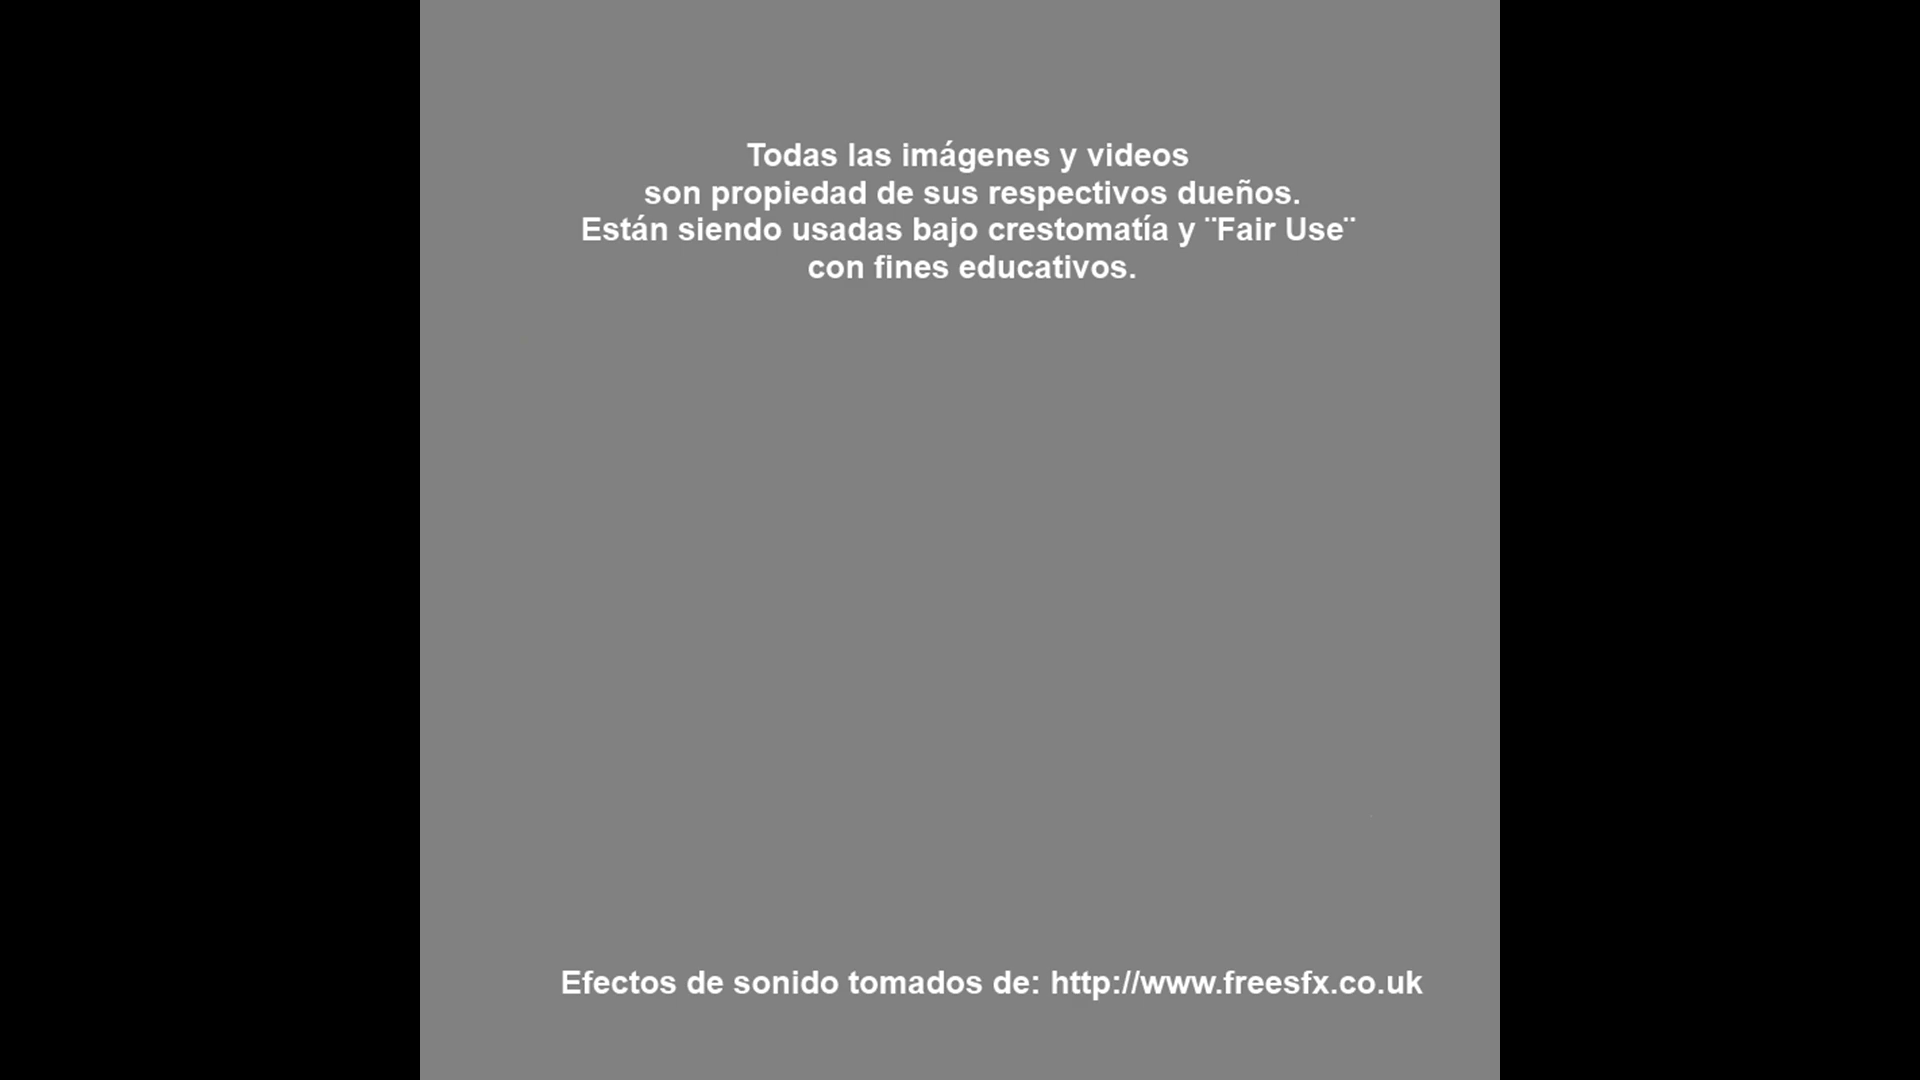 Todas las imágenes y videos
son propiedad de sus respectivos dueños.
Están siendo usadas bajo crestomatía y ¨Fair Use¨
con fines educativos.
Efectos de sonido tomados de: http://www.freesfx.co.uk